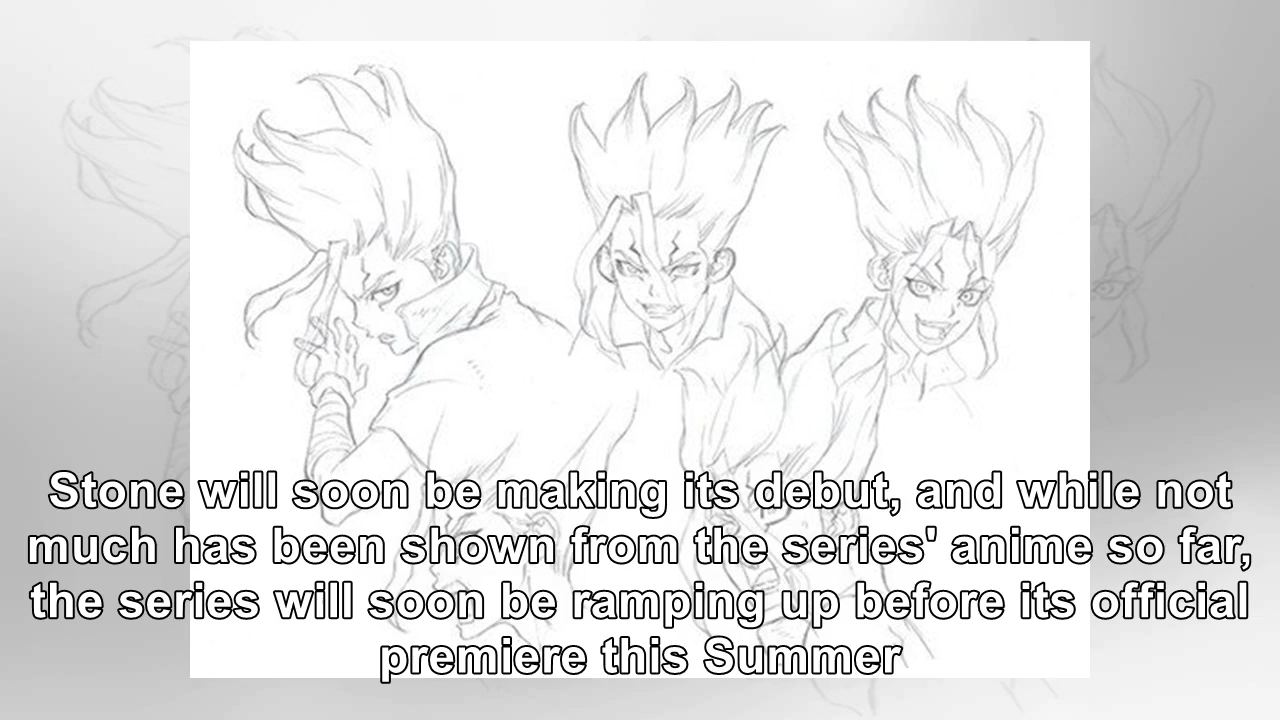 Stone will soon be making its debut, and while not
much has been shown from the series' anime so far,
the series will soon be ramping up before its official
premiere this Summer